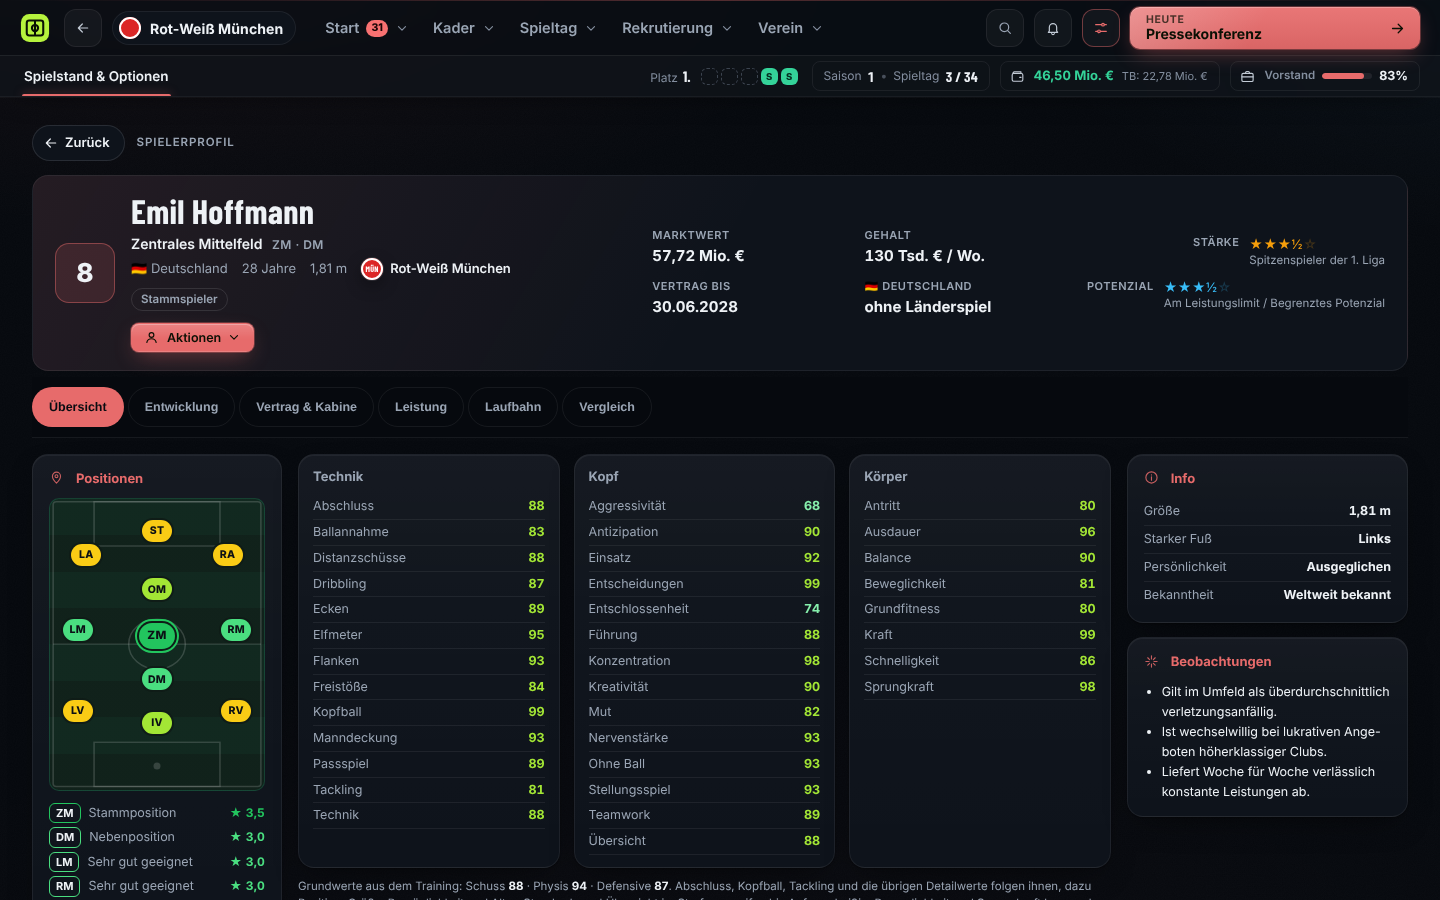 Rot-Weiß München
Start 31
Kader
Spieltag
Rekrutierung
Verein
HEUTE
Pressekonferenz
Spielstand & Optionen
Platz 1.
S S
Saison 1 • Spieltag 3 / 34
46,50 Mio. € TB: 22,78 Mio. €
Vorstand 83%
Zurück
SPIELERPROFIL
8
Emil Hoffmann
Zentrales Mittelfeld ZM · DM
Deutschland 28 Jahre 1,81 m MÜN Rot-Weiß München
Stammspieler
Aktionen
MARKTWERT
57,72 Mio. €
GEHALT
130 Tsd. € / Wo.
VERTRAG BIS
30.06.2028
DEUTSCHLAND
ohne Länderspiel
STÄRKE ★★★½☆
Spitzenspieler der 1. Liga
POTENZIAL ★★★½☆
Am Leistungslimit / Begrenztes Potenzial
Übersicht
Entwicklung
Vertrag & Kabine
Leistung
Laufbahn
Vergleich
Positionen
ST
LA RA
OM
LM ZM RM
DM
LV IV RV
ZM Stammposition ★ 3,5
DM Nebenposition ★ 3,0
LM Sehr gut geeignet ★ 3,0
RM Sehr gut geeignet ★ 3,0
Technik
Abschluss 88
Ballannahme 83
Distanzschüsse 88
Dribbling 87
Ecken 89
Elfmeter 95
Flanken 93
Freistöße 84
Kopfball 99
Manndeckung 93
Passspiel 89
Tackling 81
Technik 88
Kopf
Aggressivität 68
Antizipation 90
Einsatz 92
Entscheidungen 99
Entschlossenheit 74
Führung 88
Konzentration 98
Kreativität 90
Mut 82
Nervenstärke 93
Ohne Ball 93
Stellungsspiel 93
Teamwork 89
Übersicht 88
Körper
Antritt 80
Ausdauer 96
Balance 90
Beweglichkeit 81
Grundfitness 80
Kraft 99
Schnelligkeit 86
Sprungkraft 98
Grundwerte aus dem Training: Schuss 88 · Physis 94 · Defensive 87. Abschluss, Kopfball, Tackling und die übrigen Detailwerte folgen ihnen, dazu
Info
Größe 1,81 m
Starker Fuß Links
Persönlichkeit Ausgeglichen
Bekanntheit Weltweit bekannt
Beobachtungen
• Gilt im Umfeld als überdurchschnittlich
verletzungsanfällig.
• Ist wechselwillig bei lukrativen Ange-
boten höherklassiger Clubs.
• Liefert Woche für Woche verlässlich
konstante Leistungen ab.